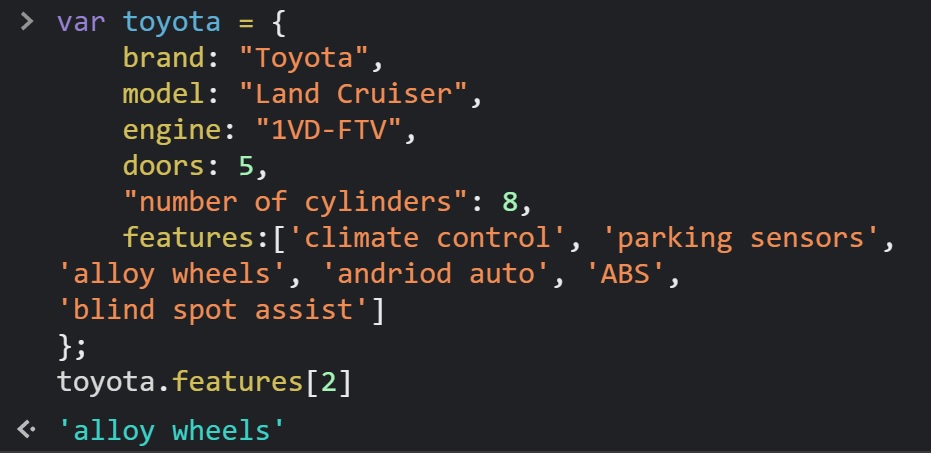 > var toyota = {
    brand: "Toyota",
    model: "Land Cruiser",
    engine: "1VD-FTV",
    doors: 5,
    "number of cylinders": 8,
    features:['climate control', 'parking sensors',
'alloy wheels', 'andriod auto', 'ABS',
'blind spot assist']
};
toyota.features[2]
'alloy wheels'